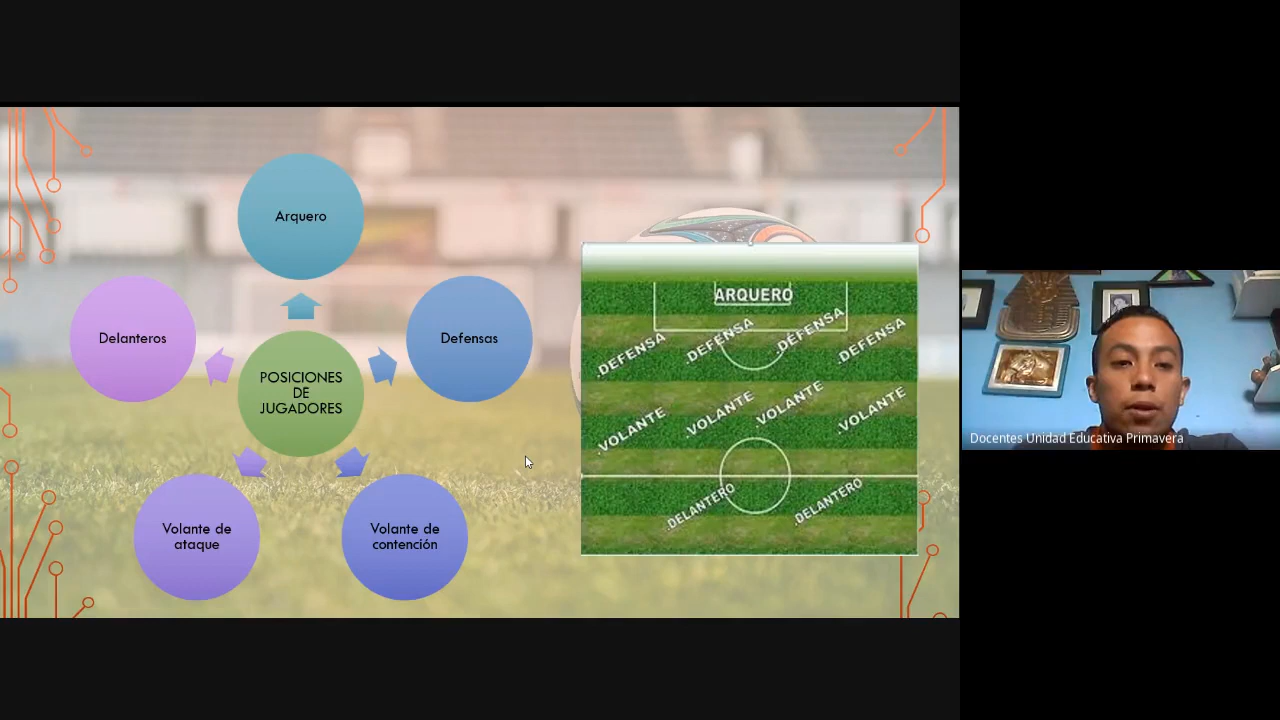 Arquero
Delanteros
Defensas
POSICIONES
DE
JUGADORES
Volante de
ataque
Volante de
contención
ARQUERO
.DEFENSA
.DEFENSA
.DEFENSA
.DEFENSA
.VOLANTE
.VOLANTE
.VOLANTE
.VOLANTE
.DELANTERO
.DELANTERO
Docentes Unidad Educativa Primavera